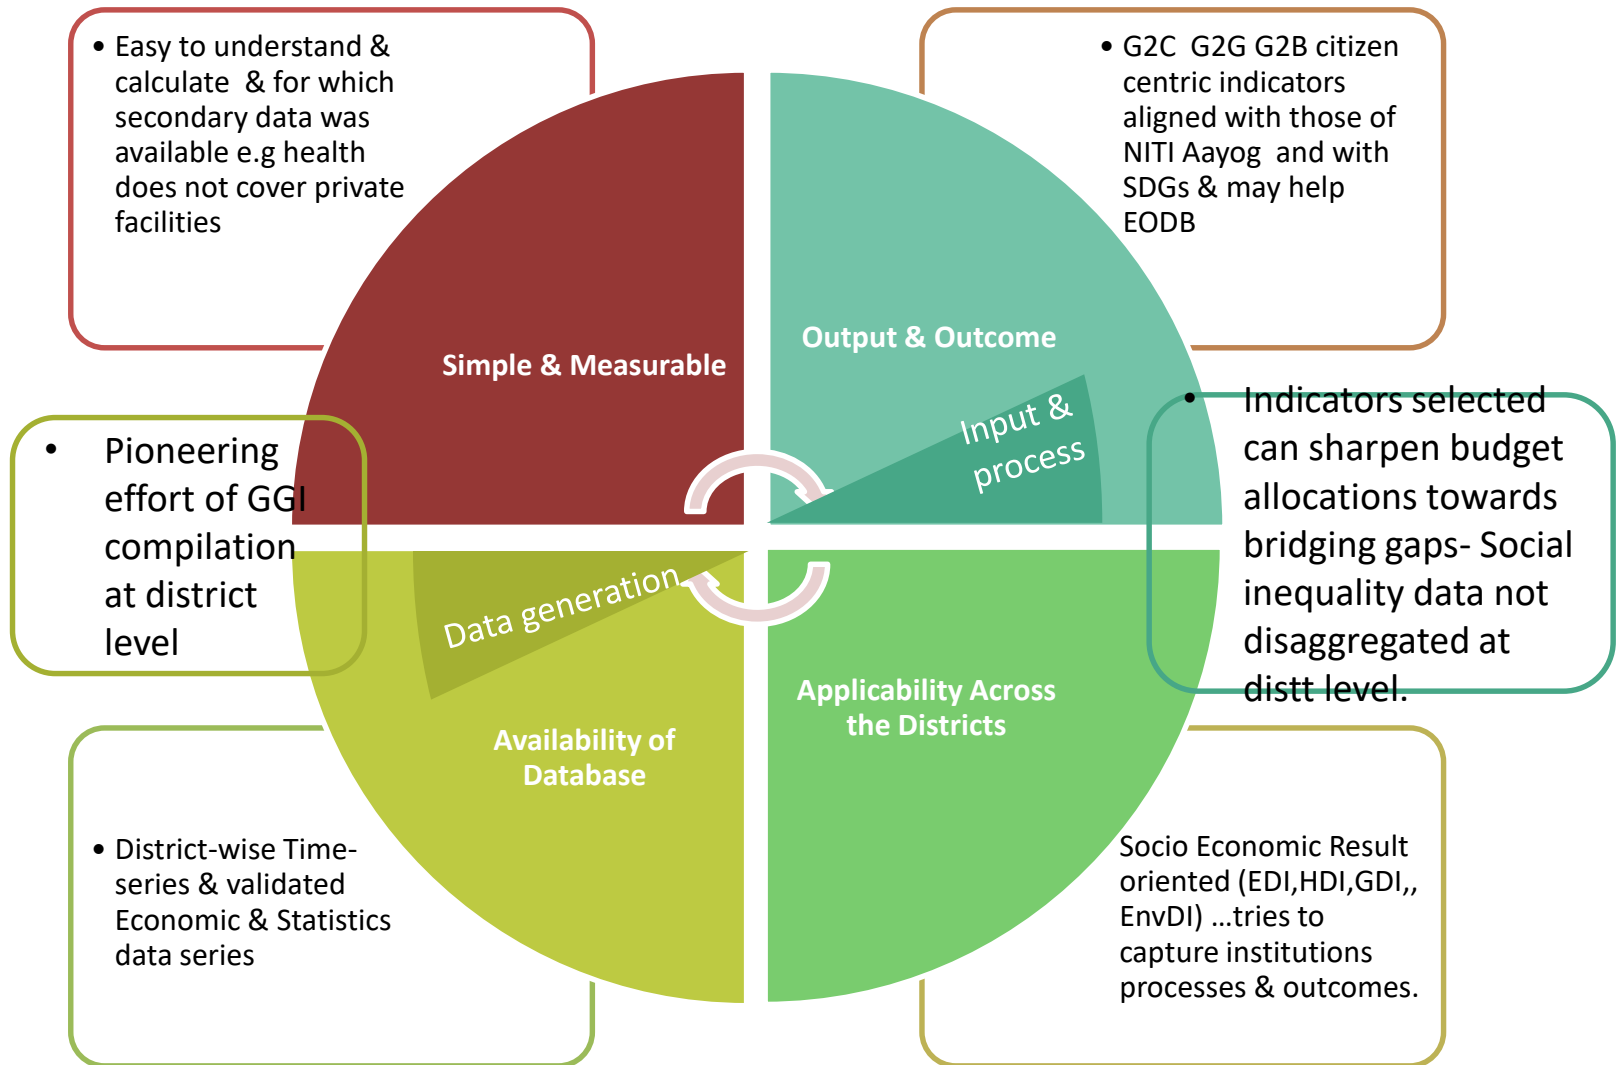 • Easy to understand &
calculate & for which
secondary data was
available e.g health
does not cover private
facilities
• G2C G2G G2B citizen
centric indicators
aligned with those of
NITI Aayog and with
SDGs & may help
EODB
Simple & Measurable
Output & Outcome
Input &
process
• Pioneering
effort of GGI
compilation
at district
level
• Indicators selected
can sharpen budget
allocations towards
bridging gaps- Social
inequality data not
disaggregated at
distt level.
Data generation
Availability of
Database
Applicability Across
the Districts
• District-wise Time-
series & validated
Economic & Statistics
data series
Socio Economic Result
oriented (EDI,HDI,GDI,,
EnvDI) ...tries to
capture institutions
processes & outcomes.